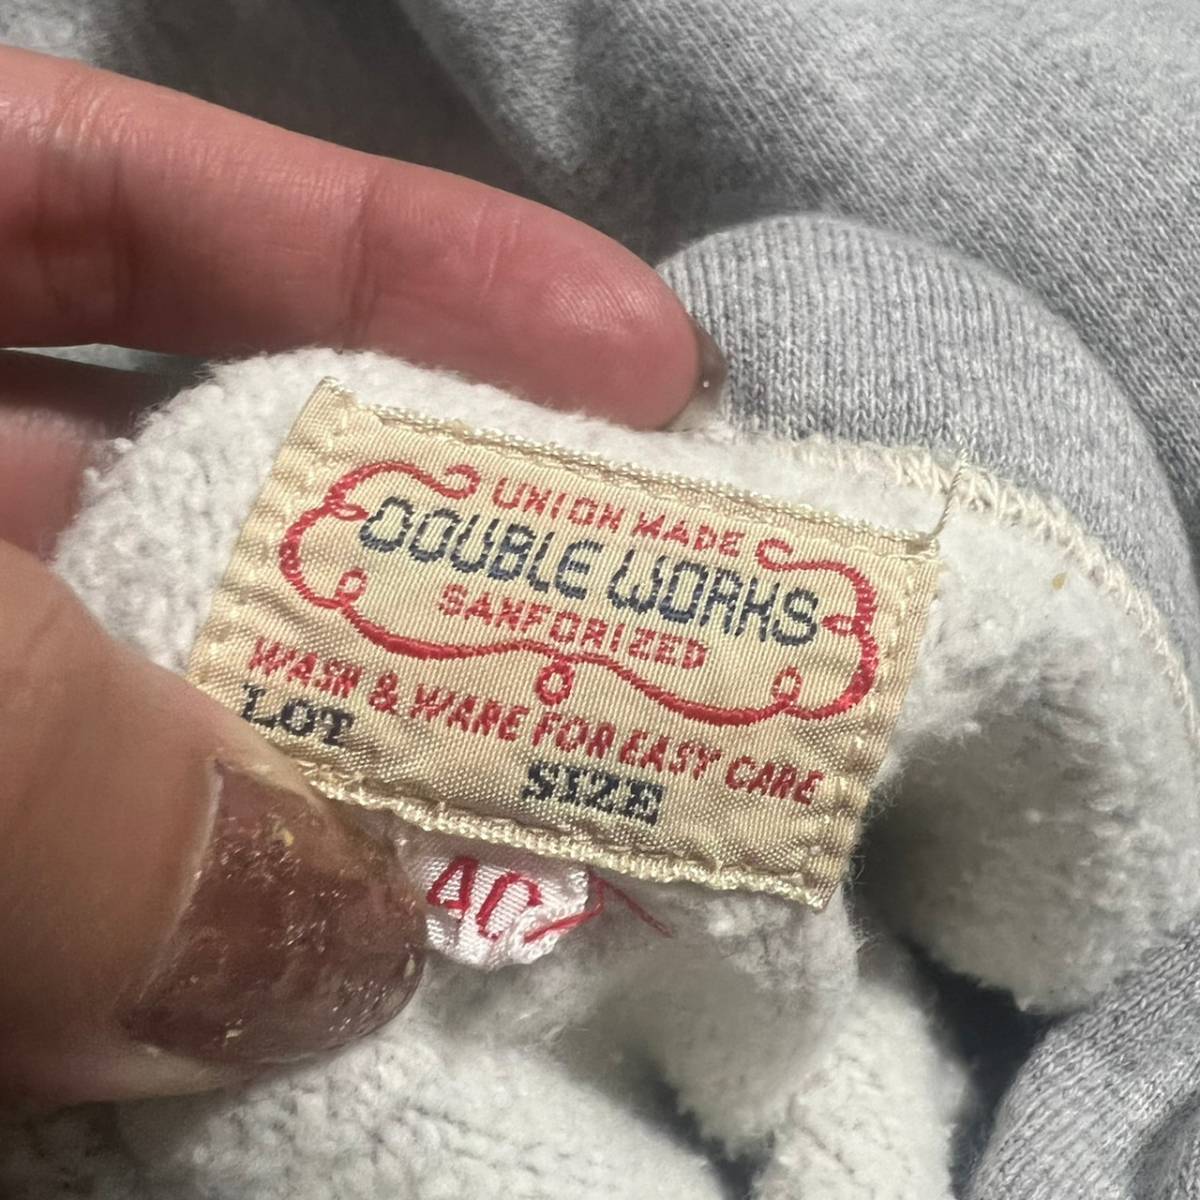 UNION MADE
DOUBLE WORKS
SANFORIZED
WASH & WARE FOR EASY CARE
LOT
SIZE
40